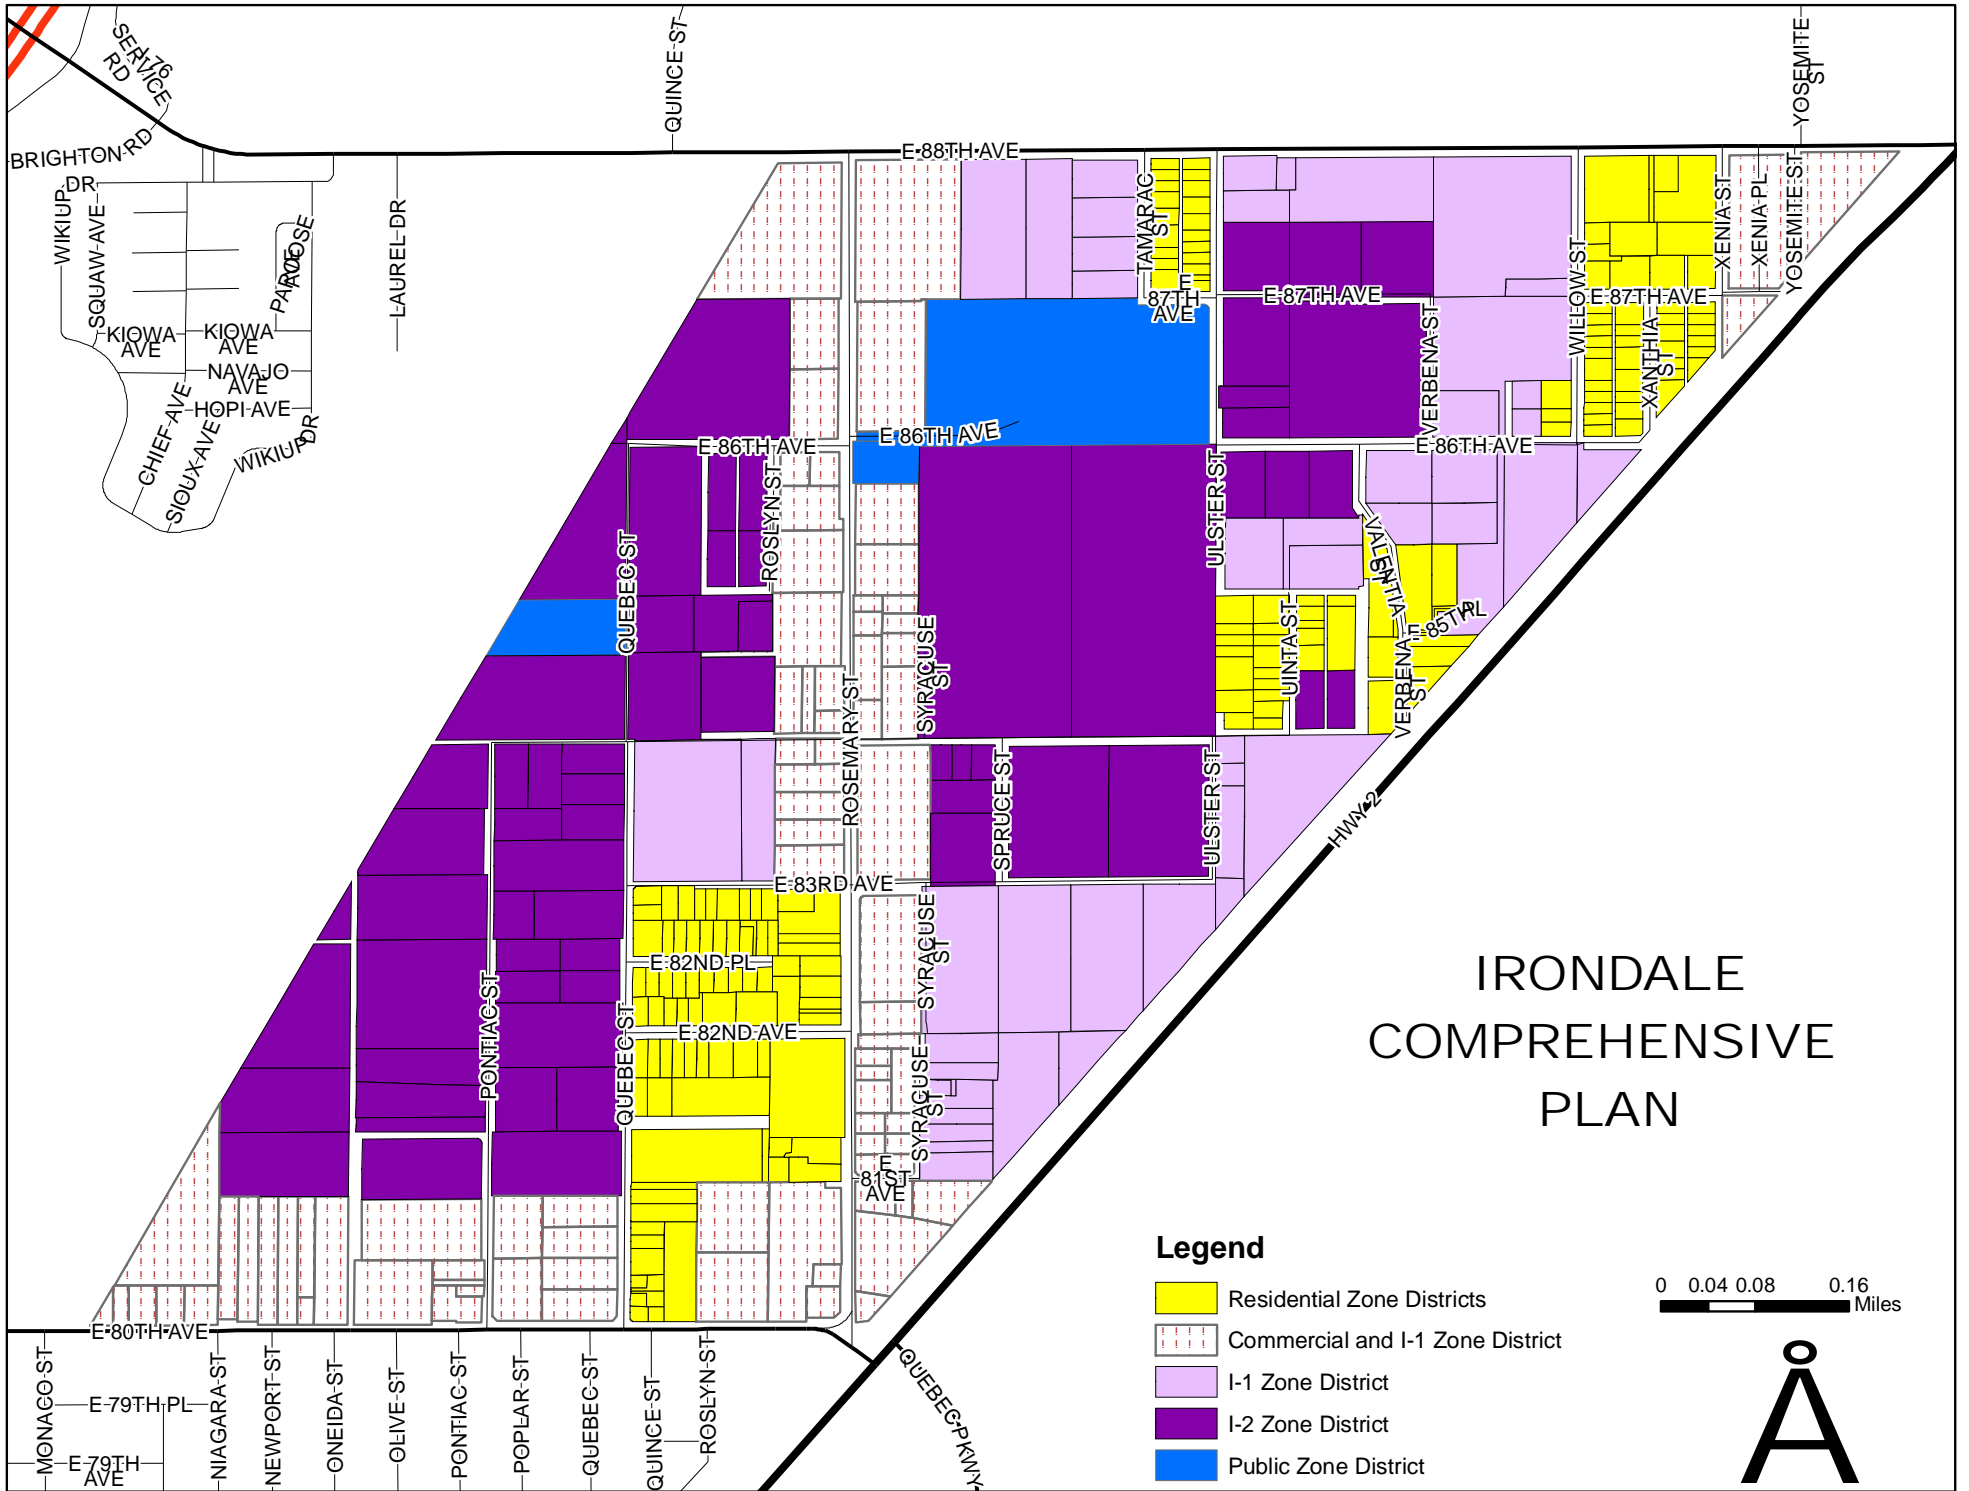 I-76
SERVICE
RD
QUINCE ST
YOSEMITE
ST
BRIGHTON RD
E 88TH AVE
WIKIUP DR
SQUAW AVE
PAPOOSE
LAUREL DR
TAMARAC
ST
XENIA ST
XENIA PL
YOSEMITE ST
WILLOW ST
E
87TH
AVE
E 87TH AVE
E 87TH AVE
VERBENA ST
XANTHIA
ST
KIOWA
AVE
KIOWA
AVE
NAVAJO
AVE
HOPI AVE
CHIEF AVE
SIOUX AVE
WIKIUP DR
E 86TH AVE
E 86TH AVE
E 86TH AVE
ROSLYN ST
ULSTER ST
QUEBEC ST
VALENTIA
ST
E 85TH PL
UINTA ST
VERBENA
ST
SYRACUSE
ST
ROSEMARY ST
SPRUCE ST
ULSTER ST
HWY 2
E 83RD AVE
SYRACUSE
ST
E 82ND PL
PONTIAC ST
QUEBEC ST
E 82ND AVE
SYRACUSE
ST
E
81ST
AVE
IRONDALE
COMPREHENSIVE
PLAN
E 80TH AVE
MONACO ST
E 79TH PL
E 79TH
AVE
NIAGARA ST
NEWPORT ST
ONEIDA ST
OLIVE ST
PONTIAC ST
POPLAR ST
QUEBEC ST
QUINCE ST
ROSLYN ST
QUEBEC PKWY
Legend
Residential Zone Districts
Commercial and I-1 Zone District
I-1 Zone District
I-2 Zone District
Public Zone District
0 0.04 0.08 0.16
Miles
Å